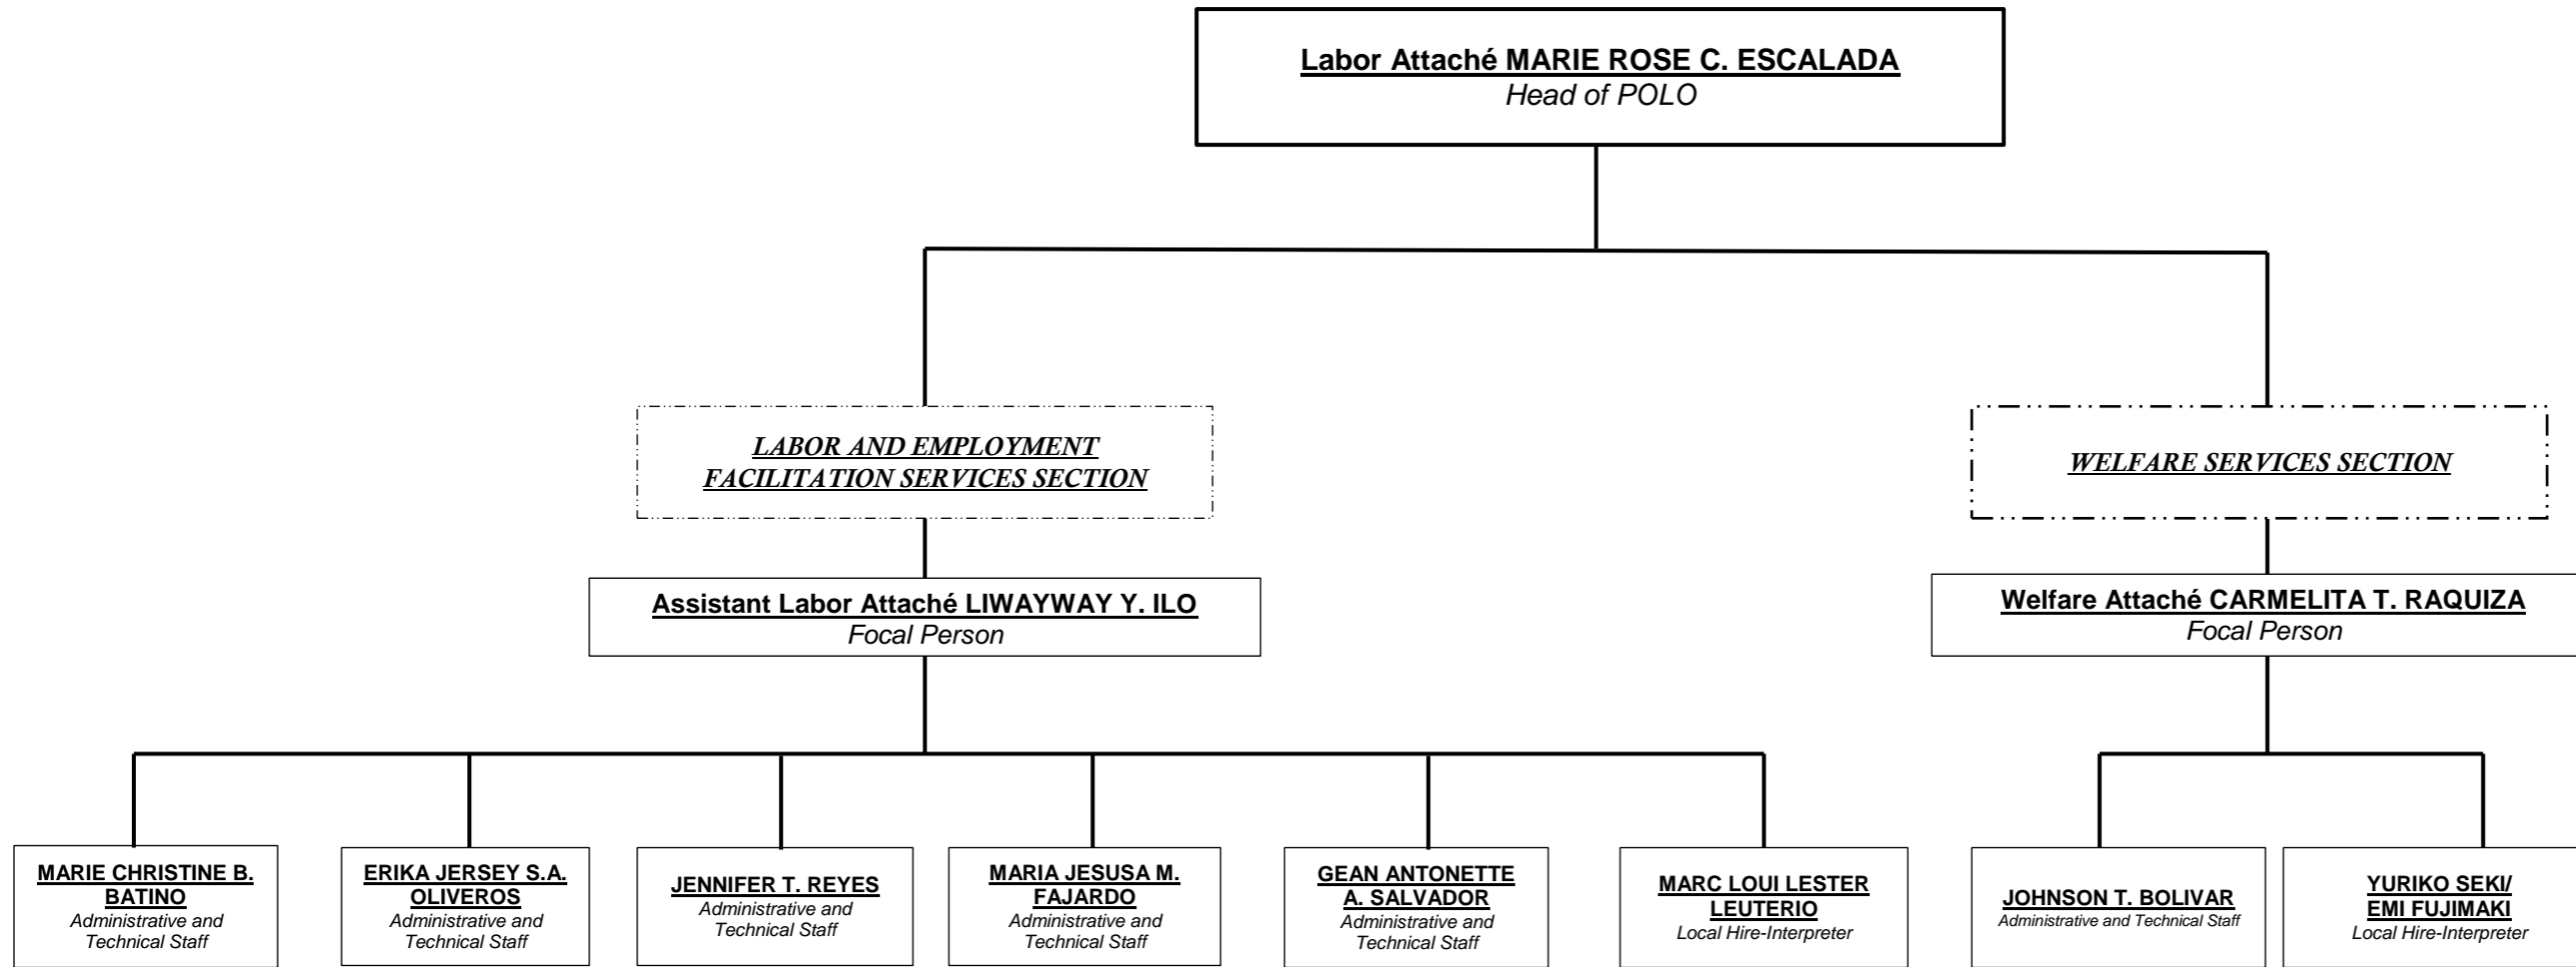 Labor Attaché MARIE ROSE C. ESCALADA
Head of POLO
LABOR AND EMPLOYMENT
FACILITATION SERVICES SECTION
WELFARE SERVICES SECTION
Assistant Labor Attaché LIWAYWAY Y. ILO
Focal Person
Welfare Attaché CARMELITA T. RAQUIZA
Focal Person
MARIE CHRISTINE B.
BATINO
Administrative and
Technical Staff
ERIKA JERSEY S.A.
OLIVEROS
Administrative and
Technical Staff
JENNIFER T. REYES
Administrative and
Technical Staff
MARIA JESUSA M.
FAJARDO
Administrative and
Technical Staff
GEAN ANTONETTE
A. SALVADOR
Administrative and
Technical Staff
MARC LOUI LESTER
LEUTERIO
Local Hire-Interpreter
JOHNSON T. BOLIVAR
Administrative and Technical Staff
YURIKO SEKI/
EMI FUJIMAKI
Local Hire-Interpreter